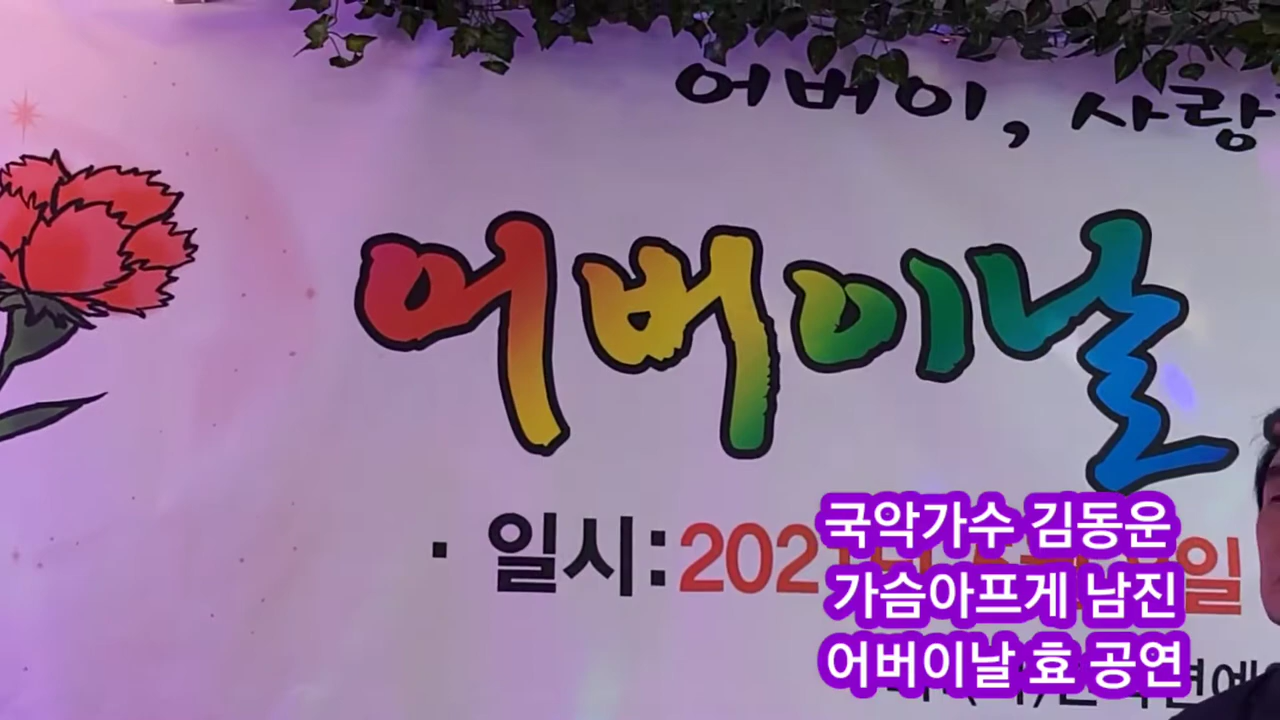 어버이, 사랑
어버이날
· 일시: 202
국악가수 김동운
가슴아프게 남진
어버이날 효 공연